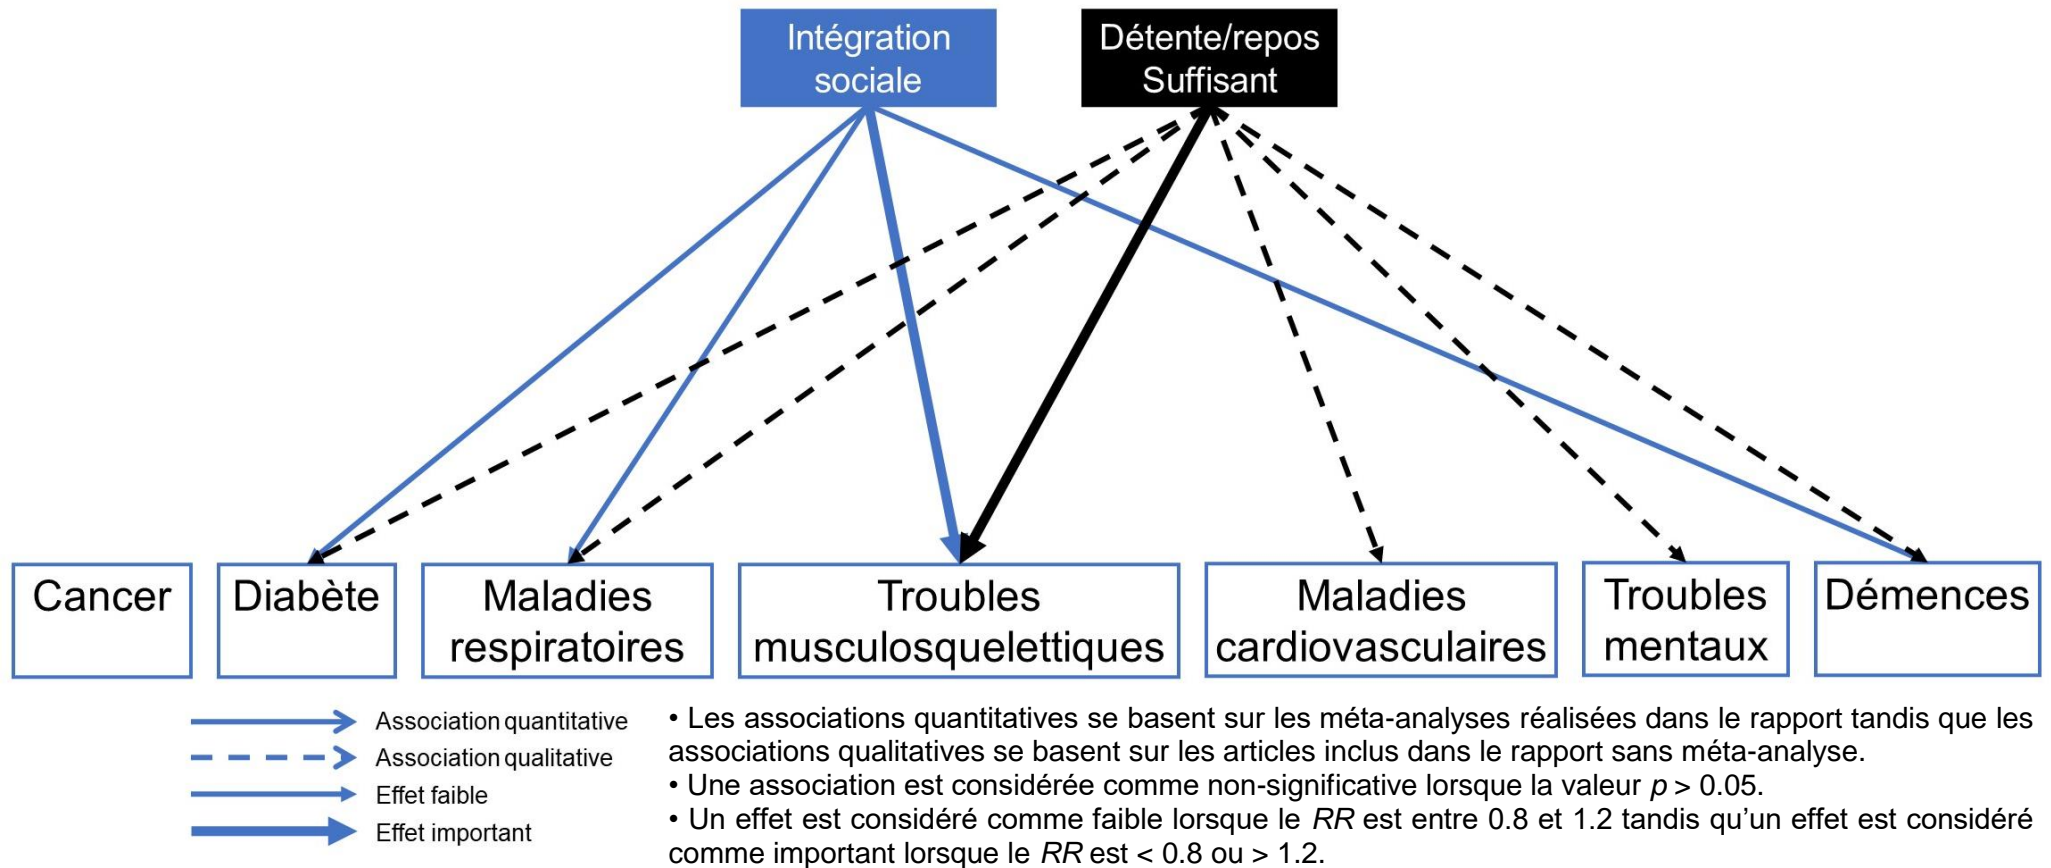 Intégration
sociale
Détente/repos
Suffisant
Cancer
Diabète
Maladies
respiratoires
Troubles
musculosquelettiques
Maladies
cardiovasculaires
Troubles
mentaux
Démences
Association quantitative
Association qualitative
Effet faible
Effet important
• Les associations quantitatives se basent sur les méta-analyses réalisées dans le rapport tandis que les
associations qualitatives se basent sur les articles inclus dans le rapport sans méta-analyse.
• Une association est considérée comme non-significative lorsque la valeur p > 0.05.
• Un effet est considéré comme faible lorsque le RR est entre 0.8 et 1.2 tandis qu’un effet est considéré
comme important lorsque le RR est < 0.8 ou > 1.2.